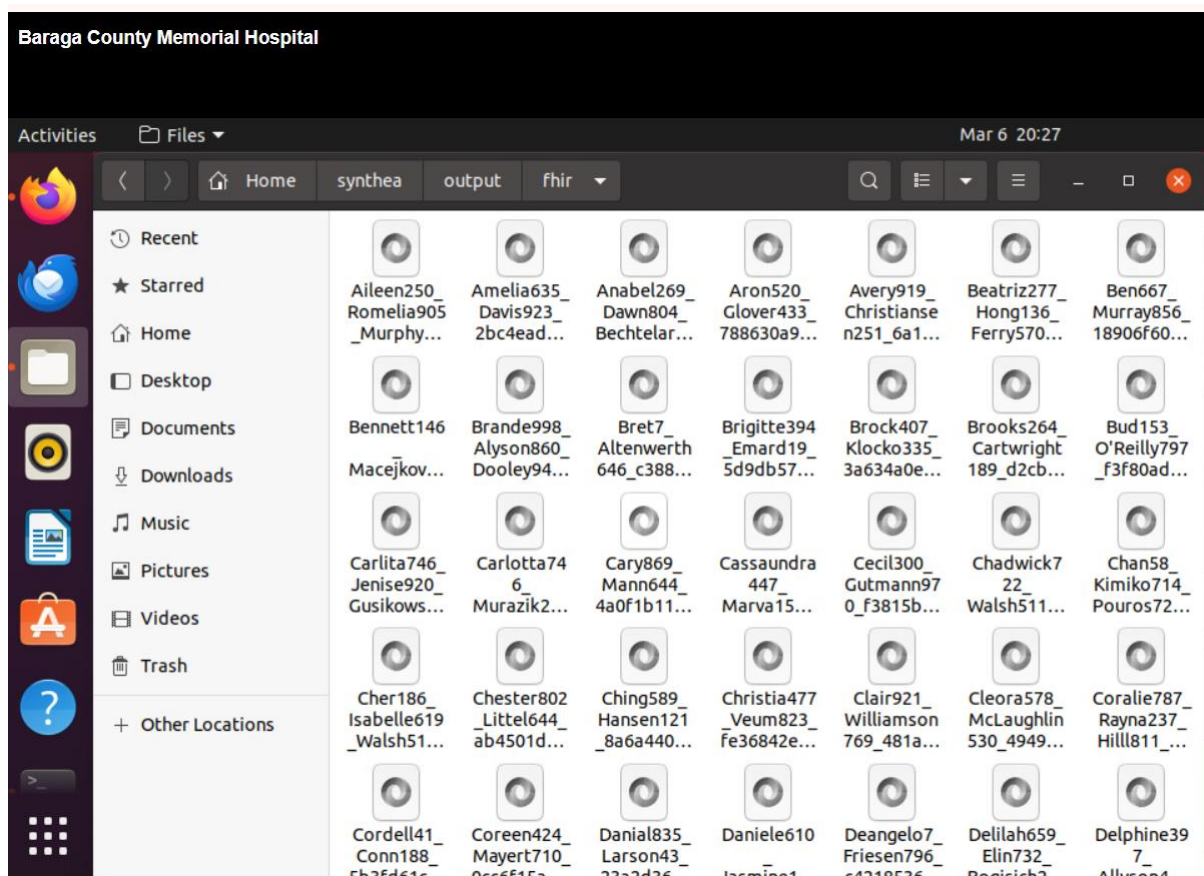 Baraga County Memorial Hospital
Activities
Files
Mar 6 20:27
Home
synthea
output
fhir
Recent
Starred
Home
Desktop
Documents
Downloads
Music
Pictures
Videos
Trash
+ Other Locations
Aileen250_
Romelia905
_Murphy...
Amelia635_
Davis923_
2bc4ead...
Anabel269_
Dawn804_
Bechtelar...
Aron520_
Glover433_
788630a9...
Avery919_
Christianse
n251_6a1...
Beatriz277_
Hong136_
Ferry570...
Ben667_
Murray856_
18906f60...
Bennett146
_
Macejkov...
Brande998_
Alyson860_
Dooley94...
Bret7_
Altenwerth
646_c388...
Brigitte394
_Emard19_
5d9db57...
Brock407_
Klocko335_
3a634a0e...
Brooks264_
Cartwright
189_d2cb...
Bud153_
O'Reilly797
_f3f80ad...
Carlita746_
Jenise920_
Gusikows...
Carlotta74
6_
Murazik2...
Cary869_
Mann644_
4a0f1b11...
Cassaundra
447_
Marva15...
Cecil300_
Gutmann97
0_f3815b...
Chadwick7
22_
Walsh511...
Chan58_
Kimiko714_
Pouros72...
Cher186_
Isabelle619
_Walsh51...
Chester802
_Littel644_
ab4501d...
Ching589_
Hansen121
_8a6a440...
Christia477
_Veum823_
fe36842e...
Clair921_
Williamson
769_481a...
Cleora578_
McLaughlin
530_4949...
Coralie787_
Rayna237_
Hilll811_...
Cordell41_
Conn188_
Coreen424_
Mayert710_
Danial835_
Larson43_
Daniele610
_
Deangelo7_
Friesen796_
Delilah659_
Elin732_
Delphine39
7_